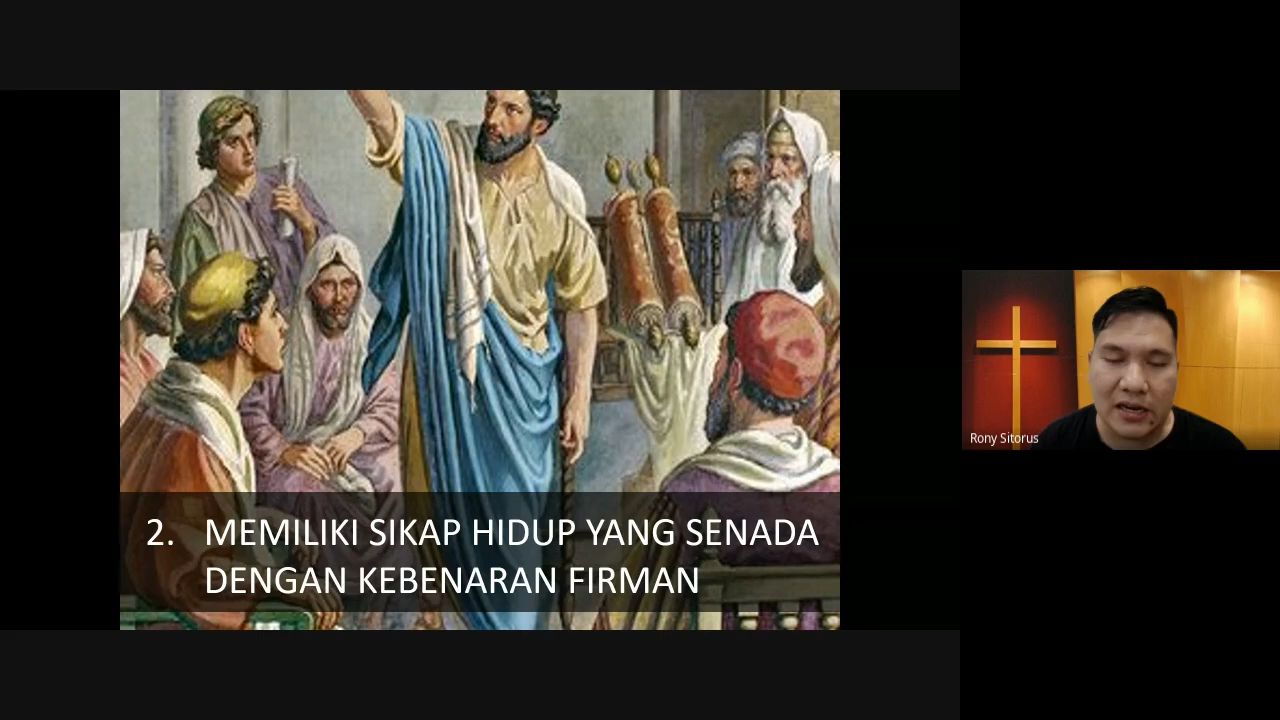 2. MEMILIKI SIKAP HIDUP YANG SENADA
DENGAN KEBENARAN FIRMAN
Rony Sitorus